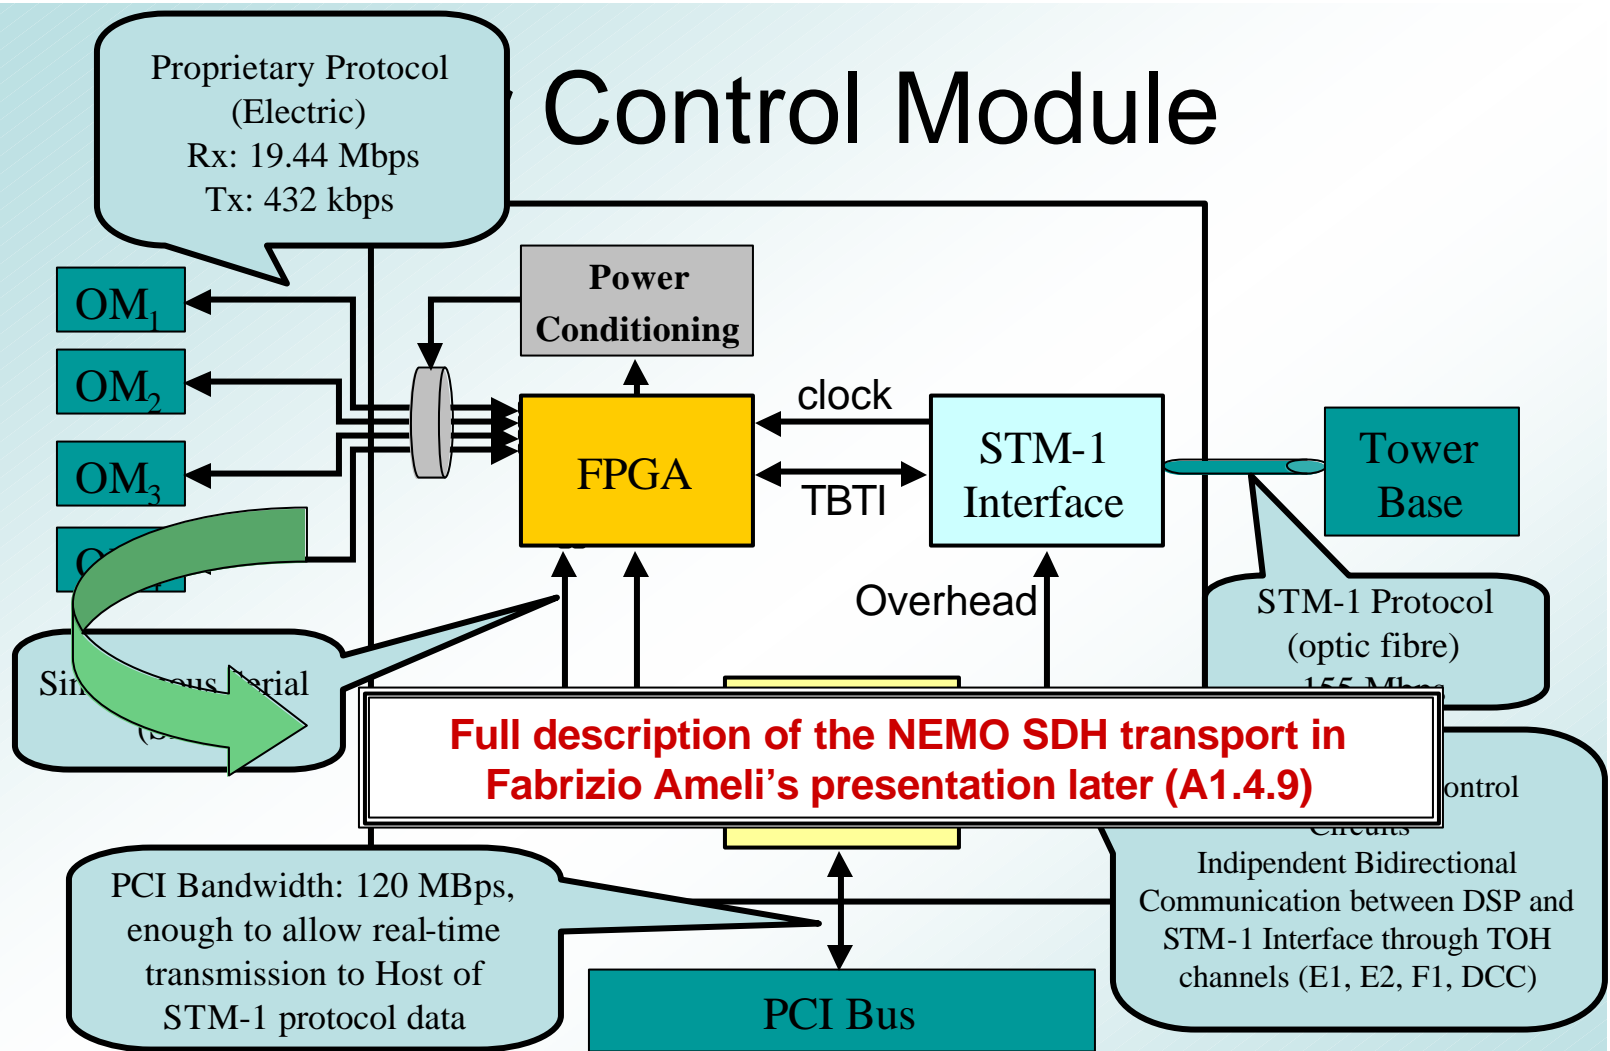 Proprietary Protocol
(Electric)
Rx: 19.44 Mbps
Tx: 432 kbps
Control Module
OM1
OM2
OM3
Power
Conditioning
clock
FPGA
TBTI
STM-1
Interface
Tower
Base
Overhead
STM-1 Protocol
(optic fibre)
155 Mbps
Full description of the NEMO SDH transport in
Fabrizio Ameli’s presentation later (A1.4.9)
Circuits
Indipendent Bidirectional
Communication between DSP and
STM-1 Interface through TOH
channels (E1, E2, F1, DCC)
PCI Bandwidth: 120 MBps,
enough to allow real-time
transmission to Host of
STM-1 protocol data
PCI Bus